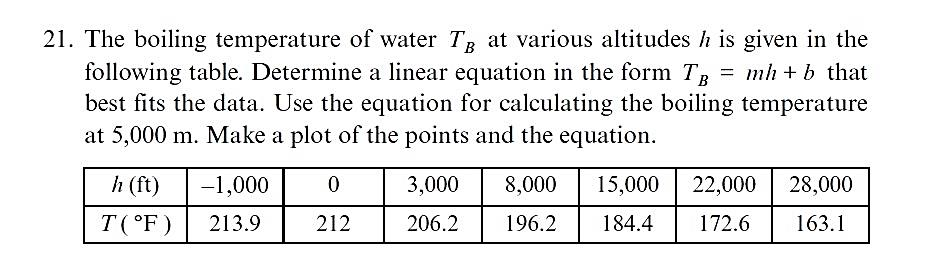 21. The boiling temperature of water T_B at various altitudes h is given in the
following table. Determine a linear equation in the form T_B = mh + b that
best fits the data. Use the equation for calculating the boiling temperature
at 5,000 m. Make a plot of the points and the equation.
h (ft) –1,000 0 3,000 8,000 15,000 22,000 28,000
T (°F) 213.9 212 206.2 196.2 184.4 172.6 163.1